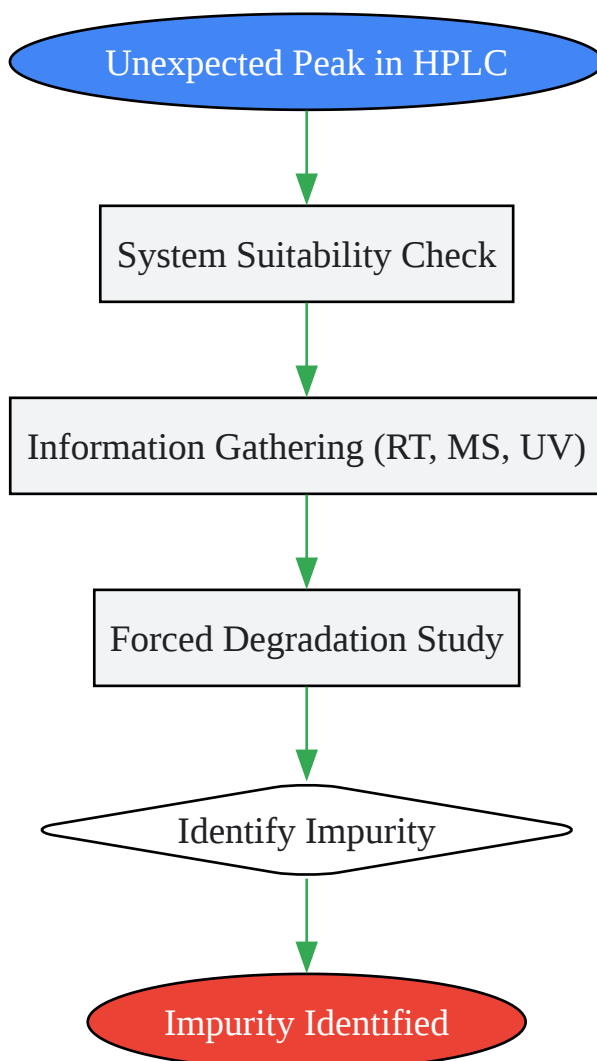 Unexpected Peak in HPLC
System Suitability Check
Information Gathering (RT, MS, UV)
Forced Degradation Study
Identify Impurity
Impurity Identified